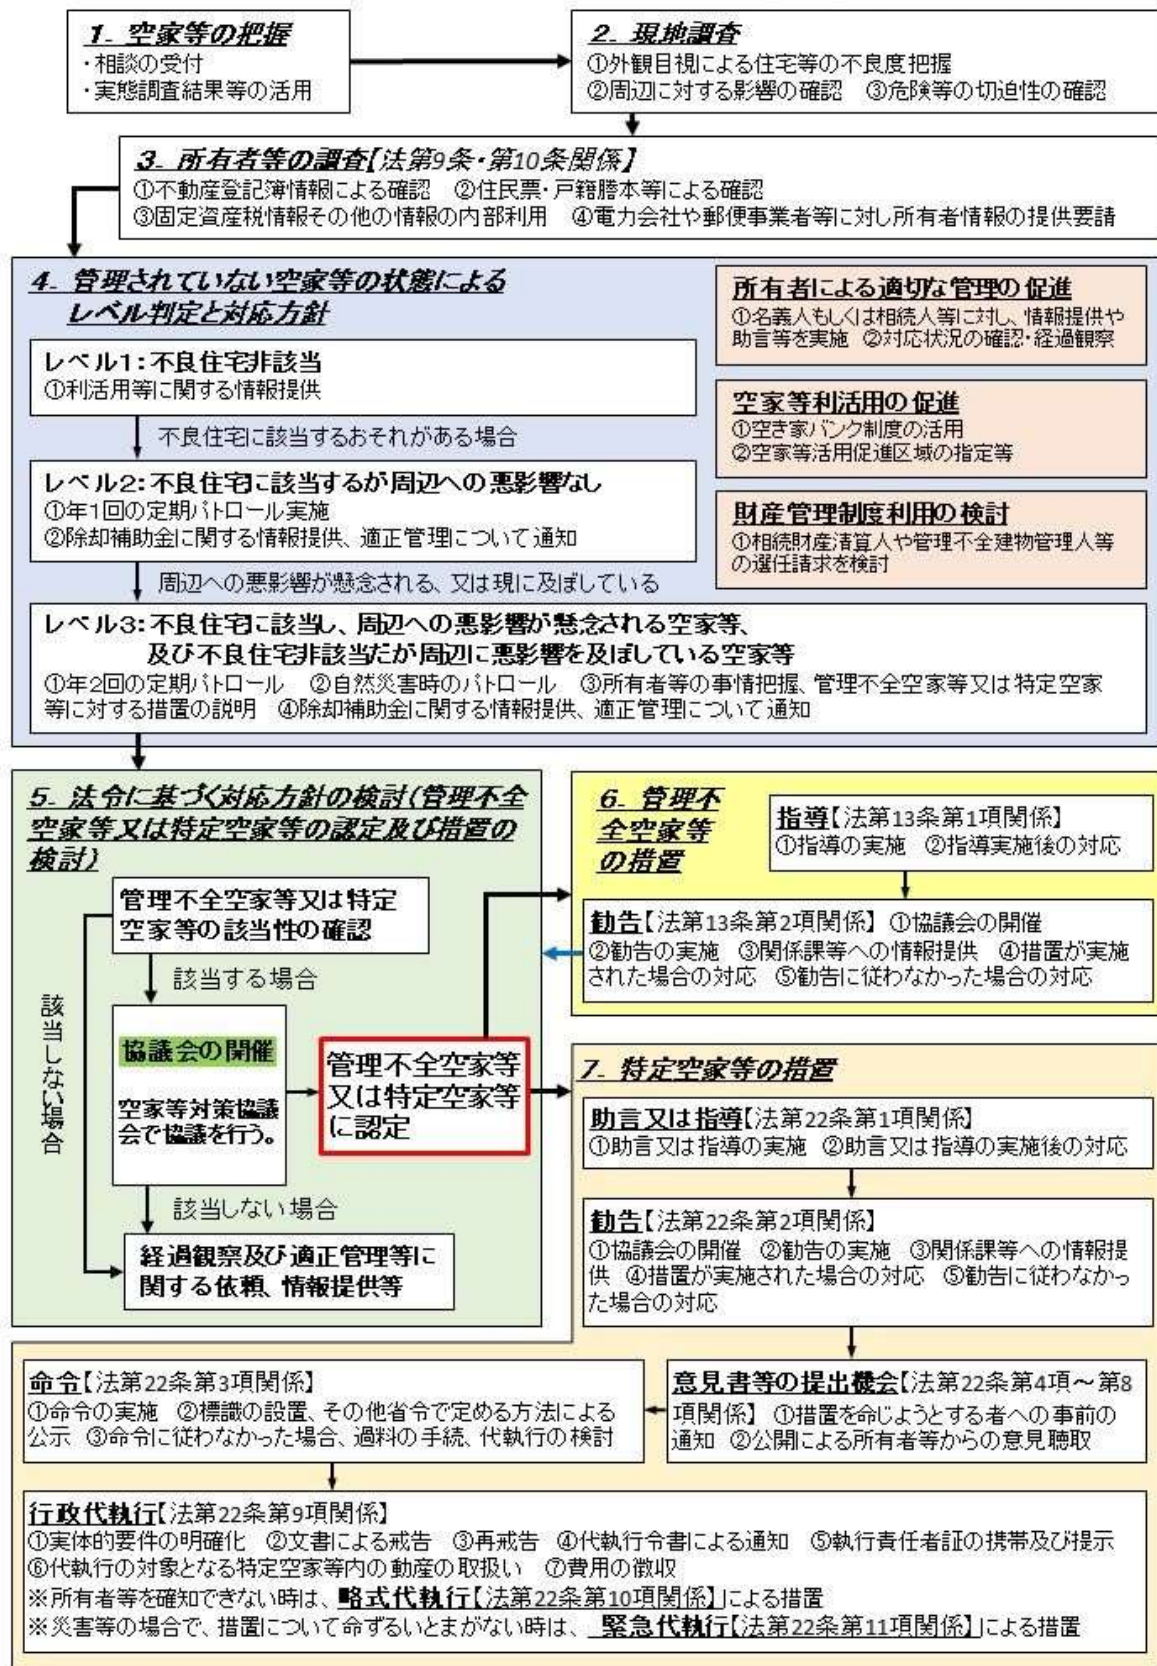 1. 空家等の把握
・相談の受付
・実態調査結果等の活用
2. 現地調査
①外観目視による住宅等の不良度把握
②周辺に対する影響の確認 ③危険等の切迫性の確認
3. 所有者等の調査【法第9条・第10条関係】
①不動産登記簿情報による確認 ②住民票・戸籍謄本等による確認
③固定資産税情報その他の情報の内部利用 ④電力会社や郵便事業者等に対し所有者情報の提供要請
4. 管理されていない空家等の状態による
レベル判定と対応方針
レベル1：不良住宅非該当
①利活用等に関する情報提供
不良住宅に該当するおそれがある場合
レベル2：不良住宅に該当するが周辺への悪影響なし
①年1回の定期パトロール実施
②除却補助金に関する情報提供、適正管理について通知
周辺への悪影響が懸念される、又は現に及ぼしている
レベル3：不良住宅に該当し、周辺への悪影響が懸念される空家等、
及び不良住宅非該当だが周辺に悪影響を及ぼしている空家等
①年2回の定期パトロール ②自然災害時のパトロール ③所有者等の事情把握、管理不全空家等又は特定空家
等に対する措置の説明 ④除却補助金に関する情報提供、適正管理について通知
所有者による適切な管理の促進
①名義人もしくは相続人等に対し、情報提供や
助言等を実施 ②対応状況の確認・経過観察
空家等利活用の促進
①空き家バンク制度の活用
②空家等活用促進区域の指定等
財産管理制度利用の検討
①相続財産清算人や管理不全建物管理人等
の選任請求を検討
5. 法令に基づく対応方針の検討(管理不全
空家等又は特定空家等の認定及び措置の
検討)
管理不全空家等又は特定
空家等の該当性の確認
該当する場合
該当しない場合
協議会の開催
空家等対策協議
会で協議を行う。
管理不全空家等
又は特定空家等
に認定
該当しない場合
経過観察及び適正管理等に
関する依頼、情報提供等
6. 管理不
全空家等
の措置
指導【法第13条第1項関係】
①指導の実施 ②指導実施後の対応
勧告【法第13条第2項関係】 ①協議会の開催
②勧告の実施 ③関係課等への情報提供 ④措置が実施
された場合の対応 ⑤勧告に従わなかった場合の対応
7. 特定空家等の措置
助言又は指導【法第22条第1項関係】
①助言又は指導の実施 ②助言又は指導の実施後の対応
勧告【法第22条第2項関係】
①協議会の開催 ②勧告の実施 ③関係課等への情報提
供 ④措置が実施された場合の対応 ⑤勧告に従わなかっ
た場合の対応
意見書等の提出機会【法第22条第4項～第8
項関係】 ①措置を命じようとする者への事前の
通知 ②公開による所有者等からの意見聴取
命令【法第22条第3項関係】
①命令の実施 ②標識の設置、その他省令で定める方法による
公示 ③命令に従わなかった場合、過料の手続、代執行の検討
行政代執行【法第22条第9項関係】
①実体的要件の明確化 ②文書による戒告 ③再戒告 ④代執行令書による通知 ⑤執行責任者証の携帯及び提示
⑥代執行の対象となる特定空家等内の動産の取扱い ⑦費用の徴収
※所有者等を確知できない時は、略式代執行【法第22条第10項関係】による措置
※災害等の場合で、措置について命ずるいとまがない時は、緊急代執行【法第22条第11項関係】による措置